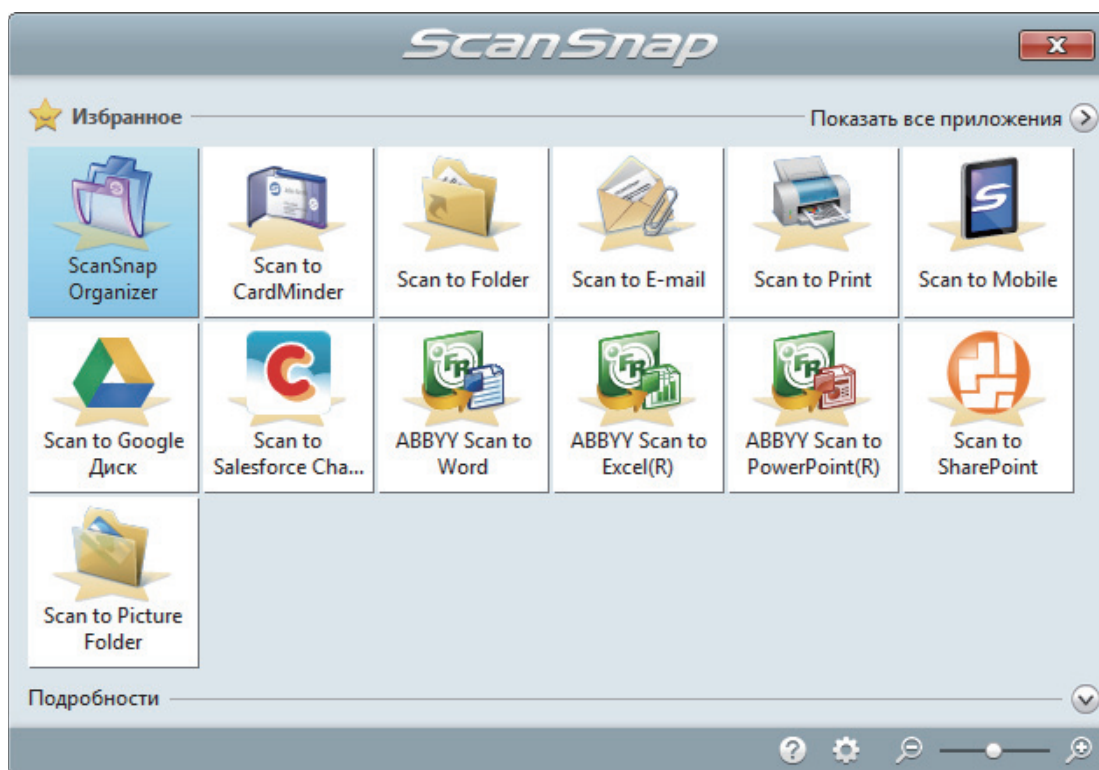 ScanSnap
Избранное
Показать все приложения
ScanSnap
Organizer
Scan to
CardMinder
Scan to Folder
Scan to E-mail
Scan to Print
Scan to Mobile
Scan to Google
Диск
Scan to
Salesforce Cha...
ABBYY Scan to
Word
ABBYY Scan to
Excel(R)
ABBYY Scan to
PowerPoint(R)
Scan to
SharePoint
Scan to Picture
Folder
Подробности